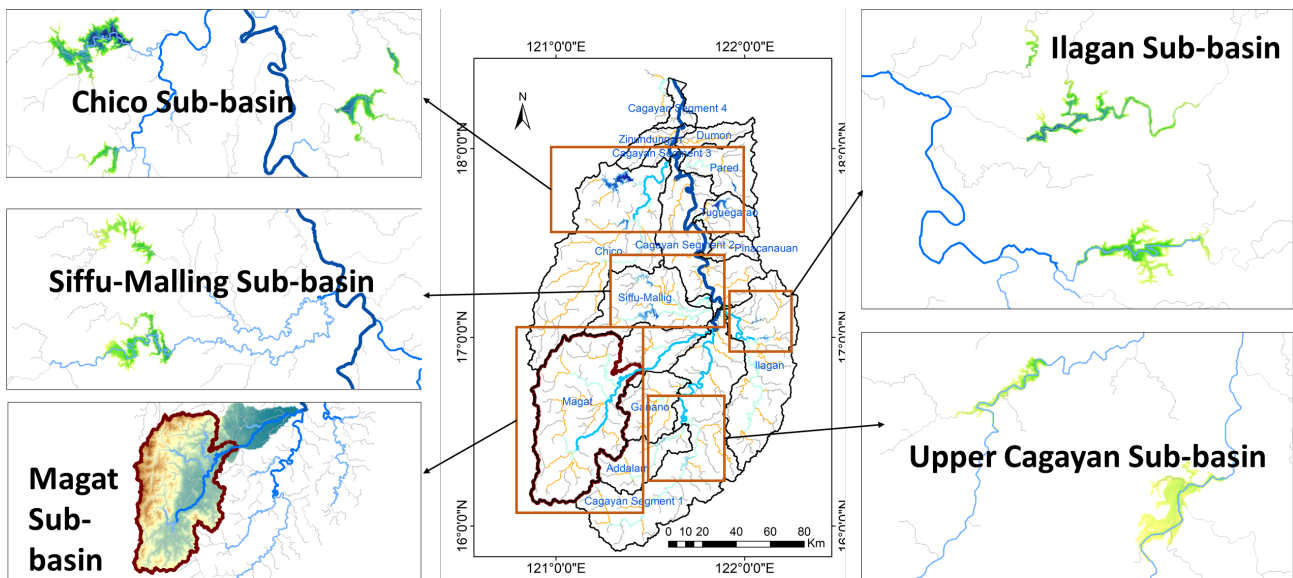 Chico Sub-basin
Siffu-Malling Sub-basin
Magat
Sub-
basin
121°0'0"E
122°0'0"E
N
Cagayan Segment 4
Dumon
Zinundungan
Cagayan Segment 3
Pared
Tuguegarao
Chico
Cagayan Segment 2
Pinacanauan
Siffu-Mallig
Ilagan
Magat
Ganano
Addalam
Cagayan Segment 1
18°0'0"N
18°0'0"N
17°0'0"N
17°0'0"N
16°0'0"N
16°0'0"N
0 10 20 40 60 80
Km
121°0'0"E
122°0'0"E
Ilagan Sub-basin
Upper Cagayan Sub-basin